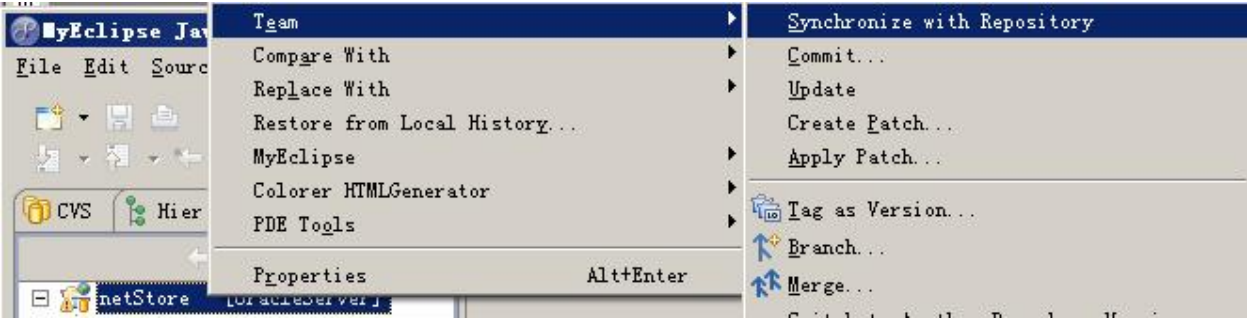 MyEclipse Jav
File Edit Sourc
CVS
Hier
netStore [OracleServer]
Team
Compare With
Replace With
Restore from Local History...
MyEclipse
Colorer HTMLGenerator
PDE Tools
Properties Alt+Enter
Synchronize with Repository
Commit...
Update
Create Patch...
Apply Patch...
Tag as Version...
Branch...
Merge...